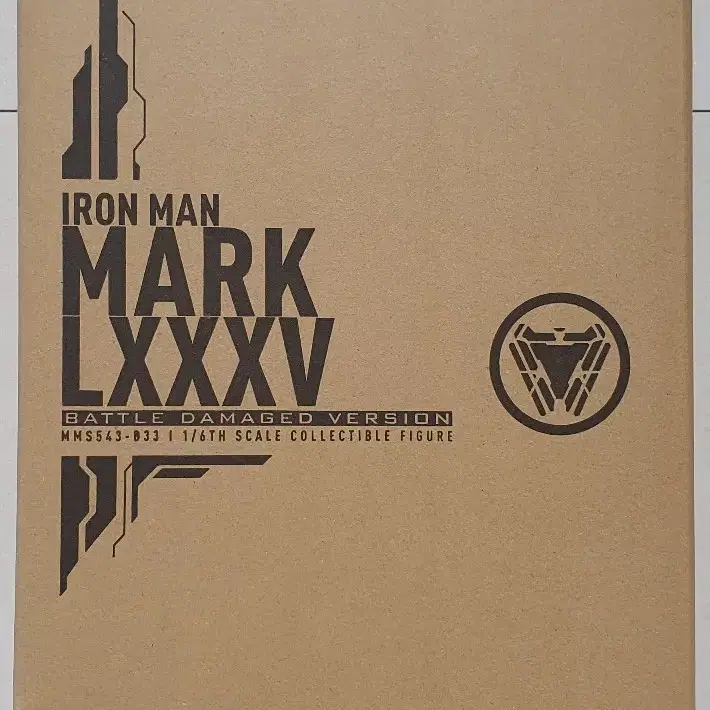 IRON MAN
MARK
LXXXV
BATTLE DAMAGED VERSION
MMS543-D33 | 1/6TH SCALE COLLECTIBLE FIGURE